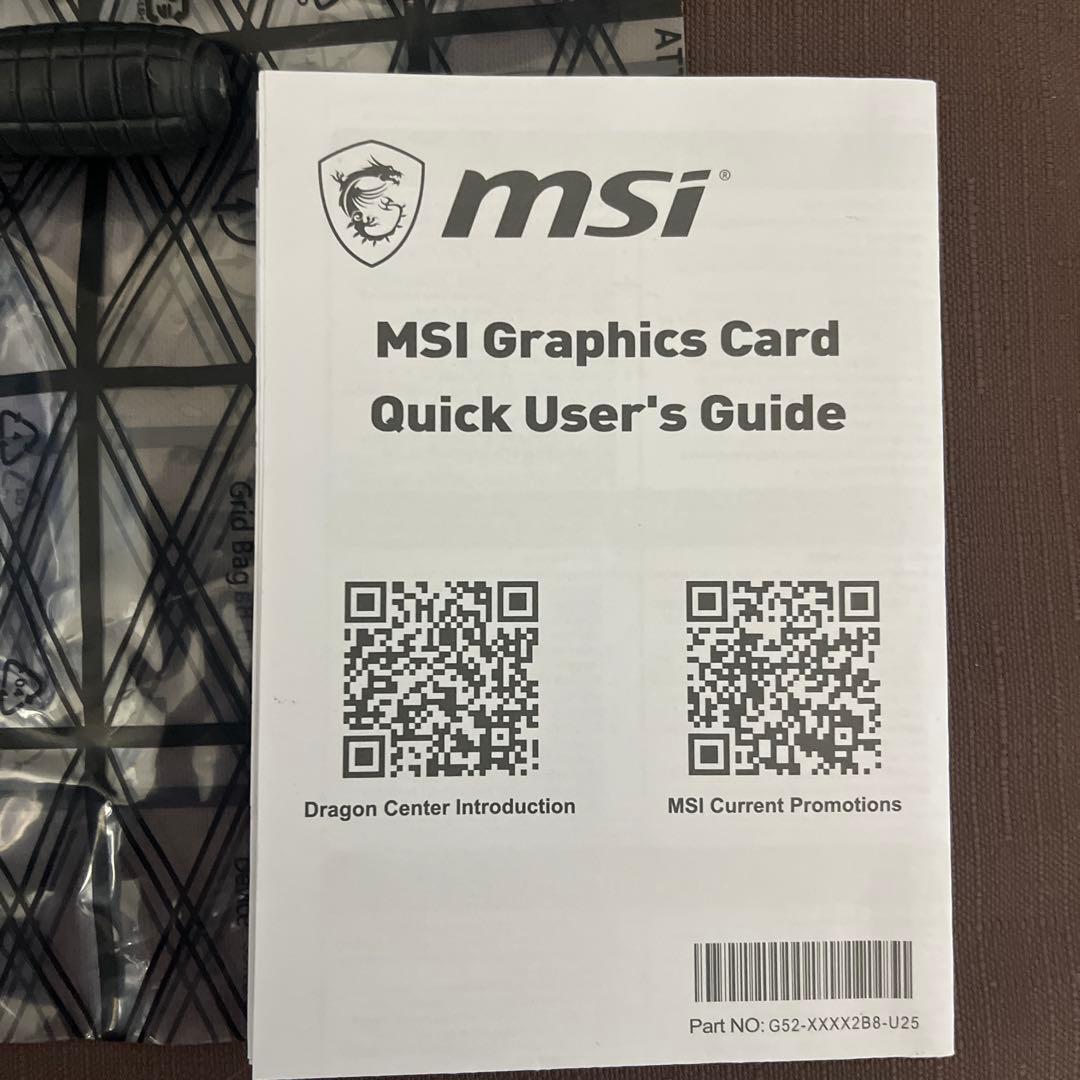 msi®
MSI Graphics Card
Quick User's Guide
Grid Bag
Dragon Center Introduction
MSI Current Promotions
Part NO: G52-XXXX2B8-U25